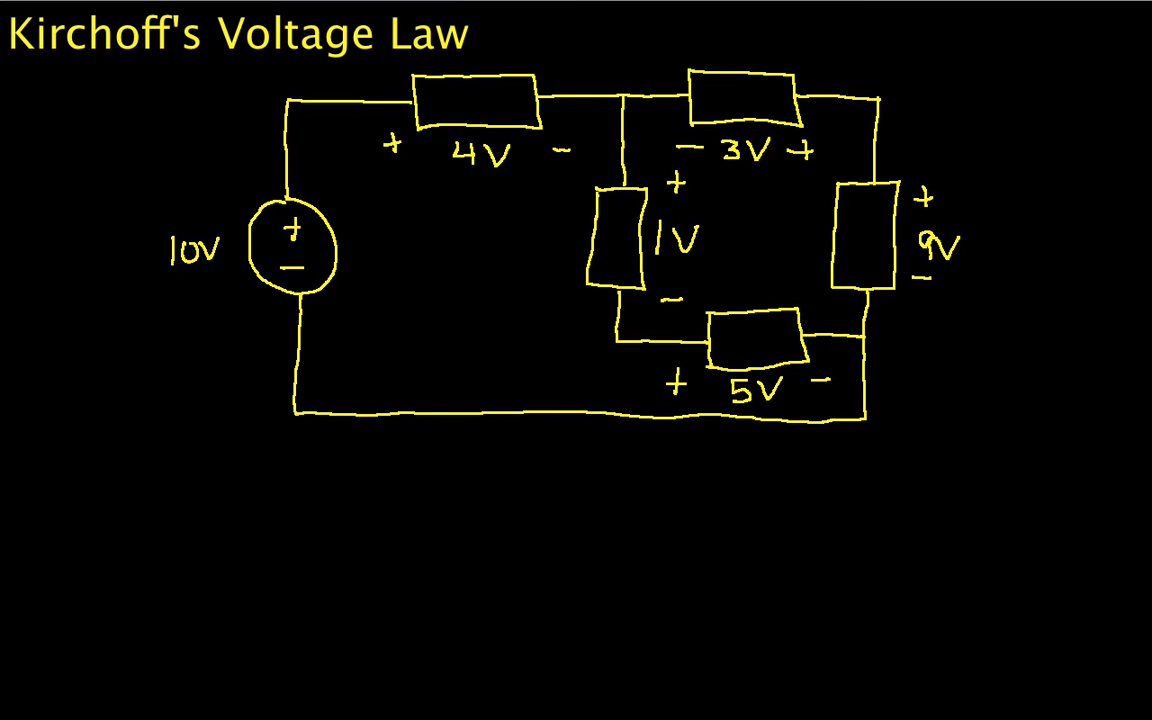 Kirchoff's Voltage Law
+ 4V - - 3V +
+ +
10V + - 1V 9V
- -
+ 5V -